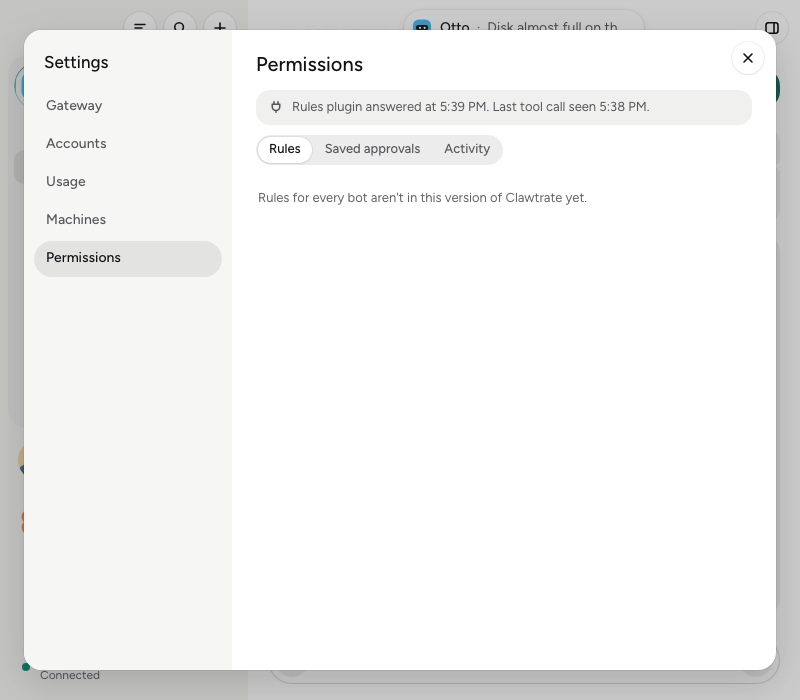 Otto · Disk almost full on th
Settings
Gateway
Accounts
Usage
Machines
Permissions
Permissions
Rules plugin answered at 5:39 PM. Last tool call seen 5:38 PM.
Rules Saved approvals Activity
Rules for every bot aren't in this version of Clawtrate yet.
Connected